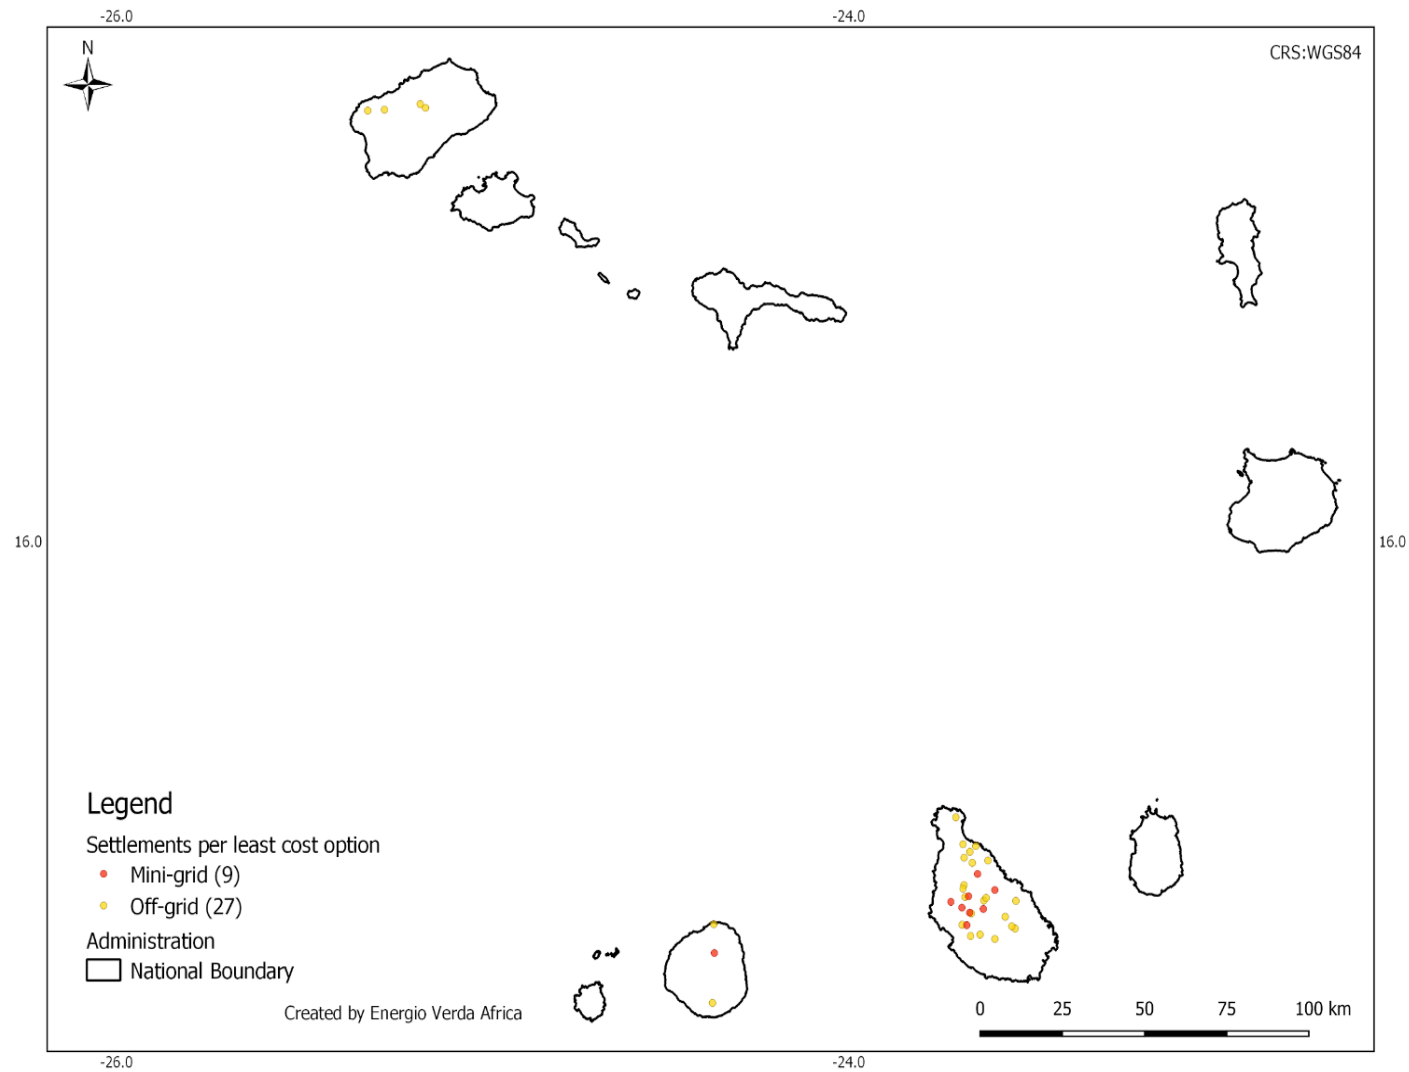 -26.0 -24.0
N
CRS:WGS84
16.0 16.0
Legend
Settlements per least cost option
Mini-grid (9)
Off-grid (27)
Administration
National Boundary
Created by Energio Verda Africa
0 25 50 75 100 km
-26.0 -24.0